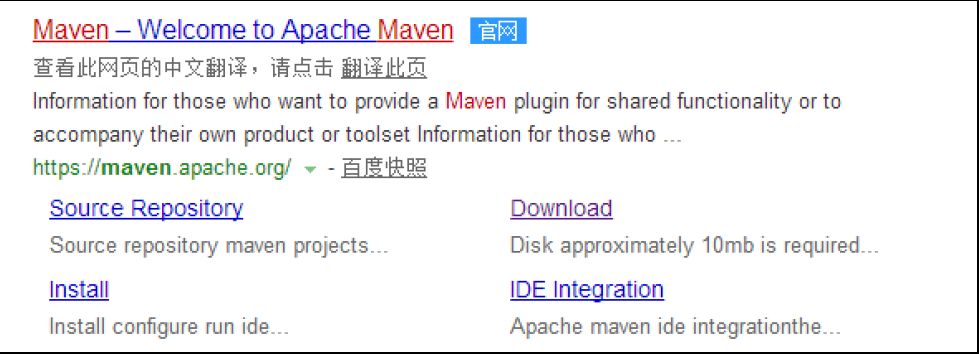 Maven – Welcome to Apache Maven 官网
查看此网页的中文翻译，请点击 翻译此页
Information for those who want to provide a Maven plugin for shared functionality or to
accompany their own product or toolset Information for those who ...
https://maven.apache.org/ - 百度快照
Source Repository
Source repository maven projects...
Download
Disk approximately 10mb is required...
Install
Install configure run ide...
IDE Integration
Apache maven ide integrationthe...